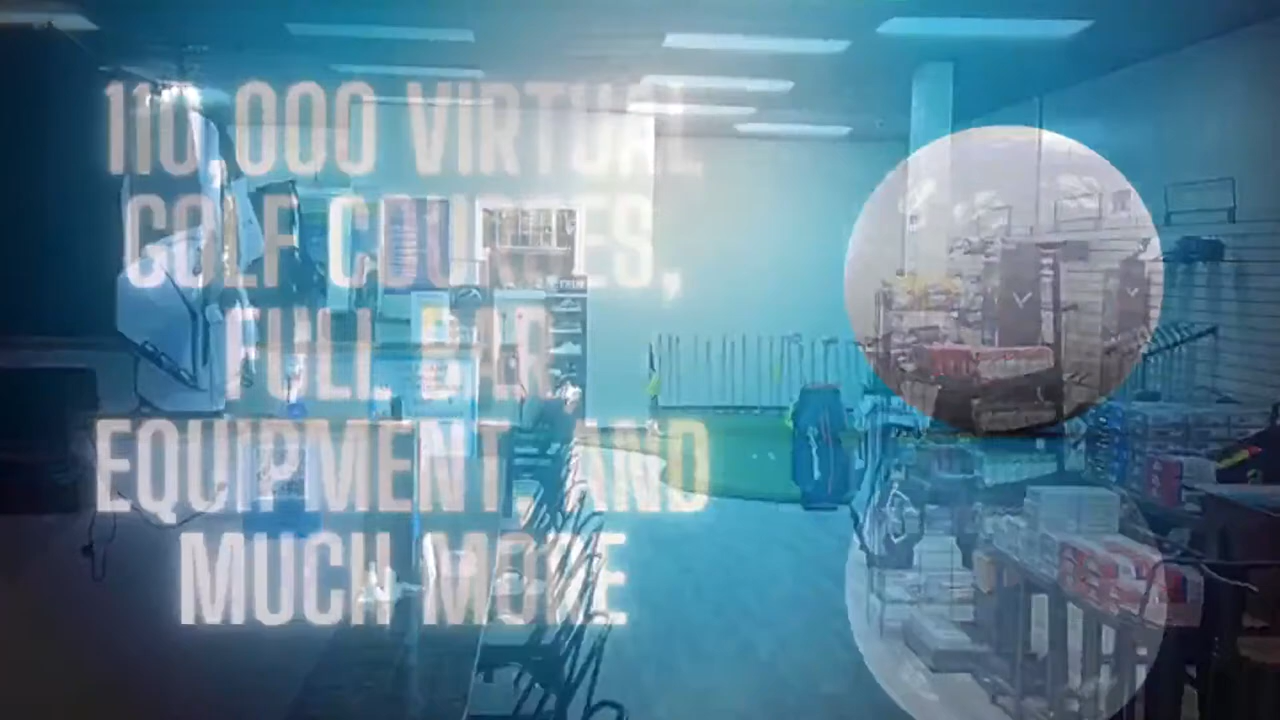 110,000 VIRTUAL
GOLF COURSES,
FULL BAR
EQUIPMENT AND
MUCH MORE